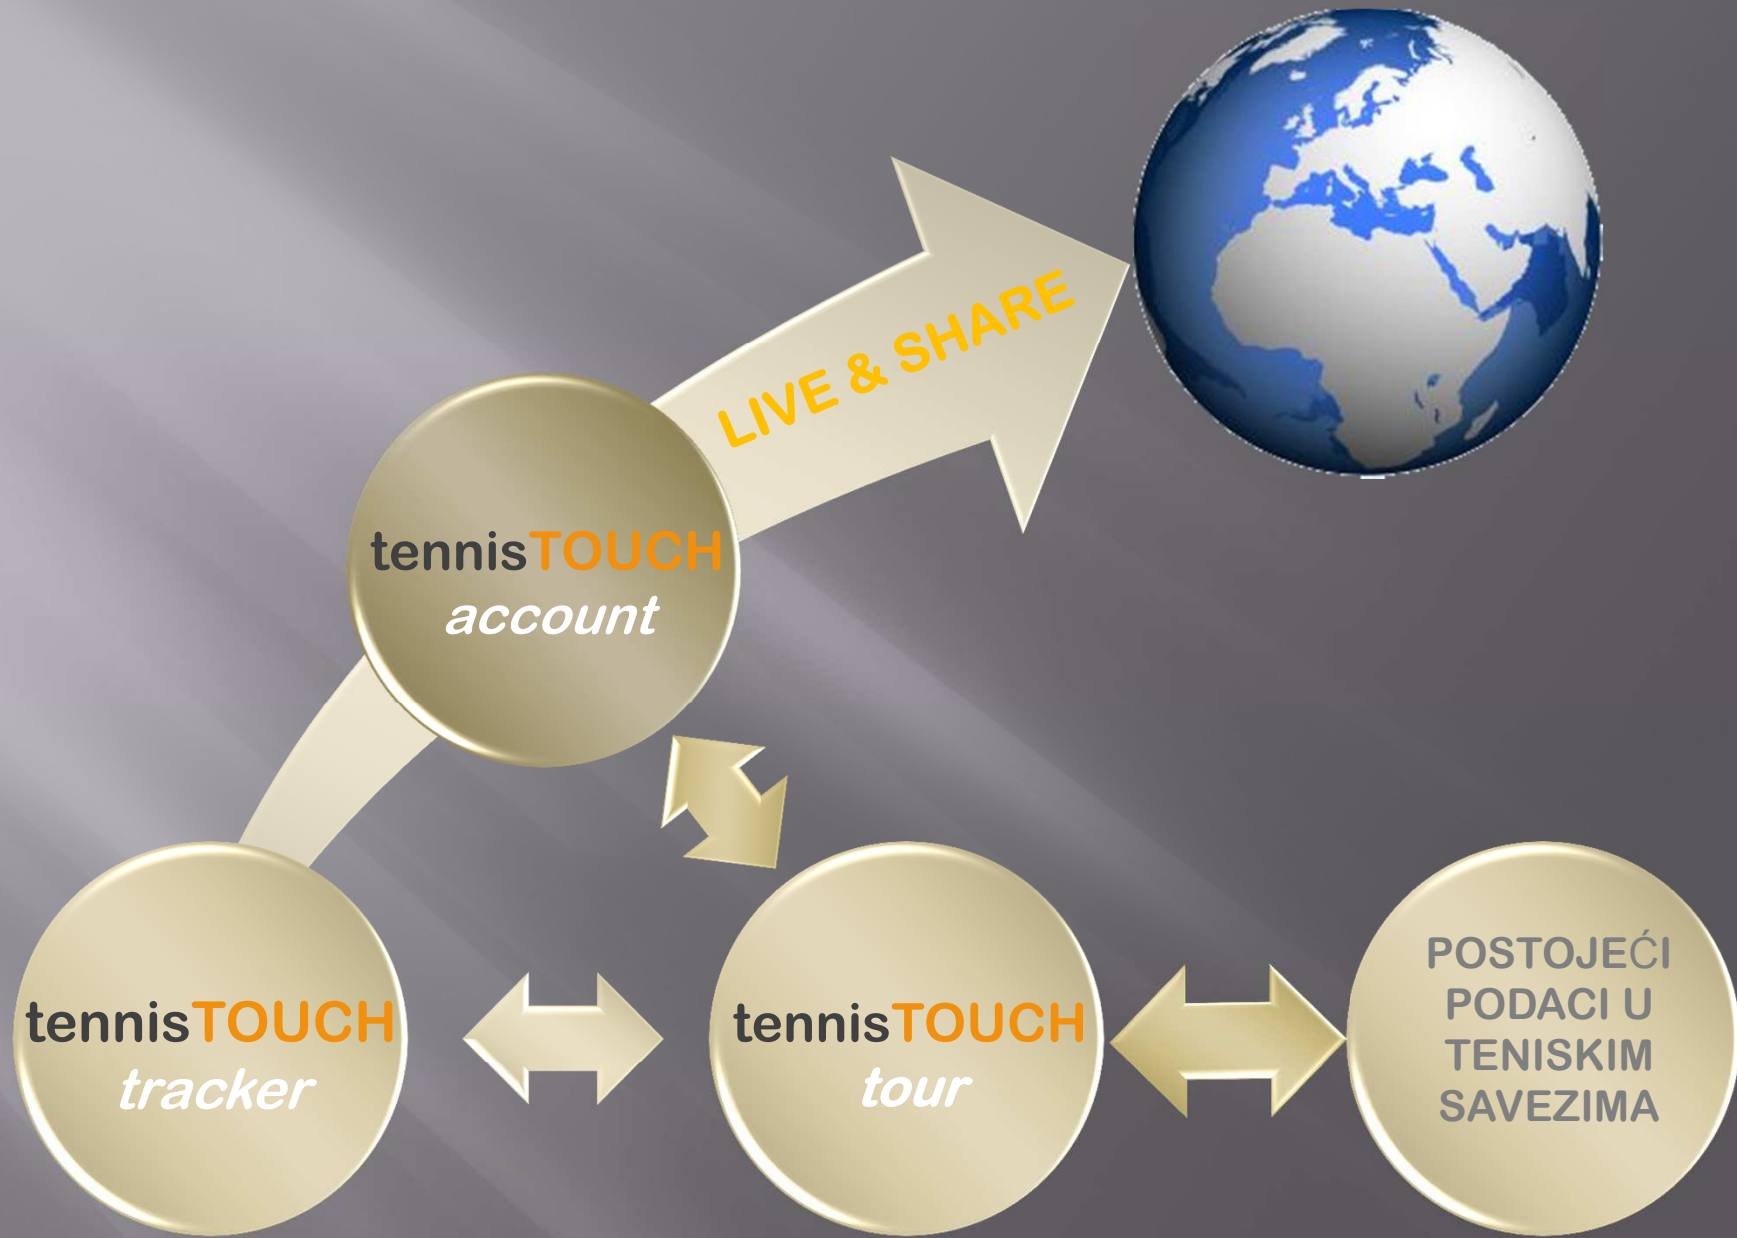 LIVE & SHARE
tennisTOUCH
account
tennisTOUCH
tracker
tennisTOUCH
tour
POSTOJEĆI
PODACI U
TENISKIM
SAVEZIMA